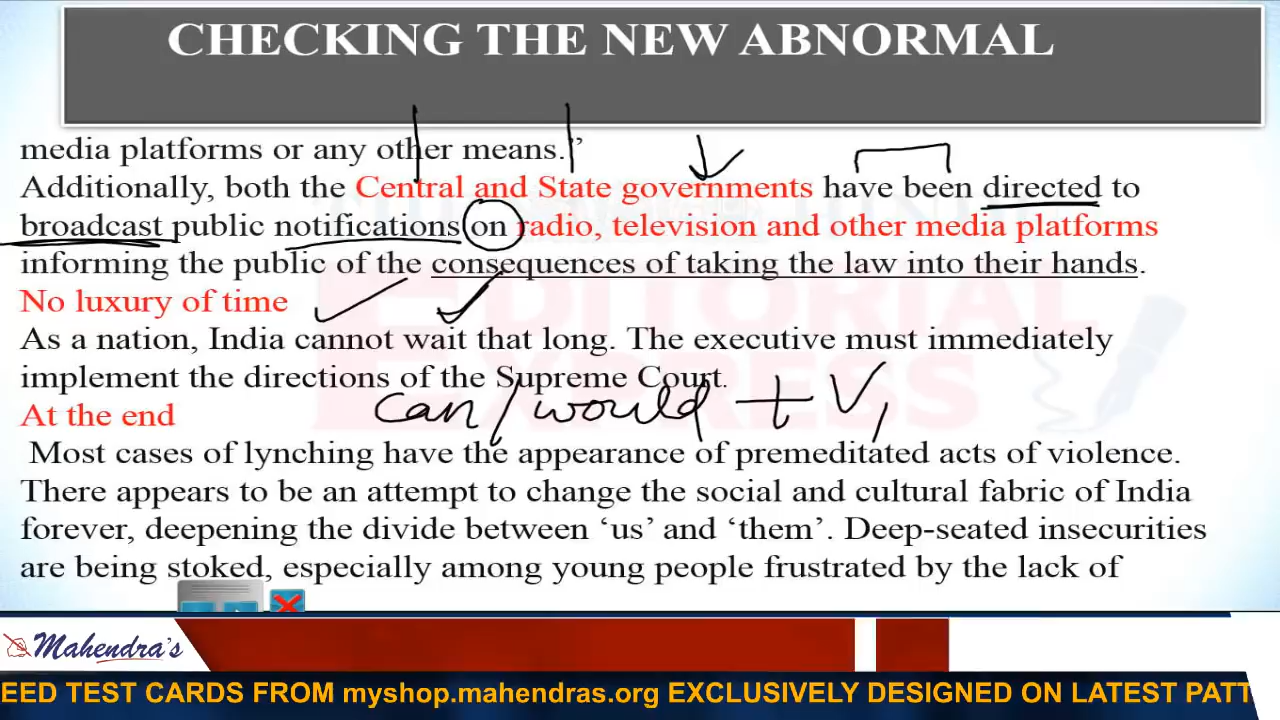 CHECKING THE NEW ABNORMAL
media platforms or any other means.”
Additionally, both the Central and State governments have been directed to
broadcast public notifications on radio, television and other media platforms
informing the public of the consequences of taking the law into their hands.
No luxury of time
As a nation, India cannot wait that long. The executive must immediately
implement the directions of the Supreme Court.
can/would + V1
At the end
Most cases of lynching have the appearance of premeditated acts of violence.
There appears to be an attempt to change the social and cultural fabric of India
forever, deepening the divide between ‘us’ and ‘them’. Deep-seated insecurities
are being stoked, especially among young people frustrated by the lack of
EDITORIAL
EXPRESS
Mahendra's
EED TEST CARDS FROM myshop.mahendras.org EXCLUSIVELY DESIGNED ON LATEST PATT